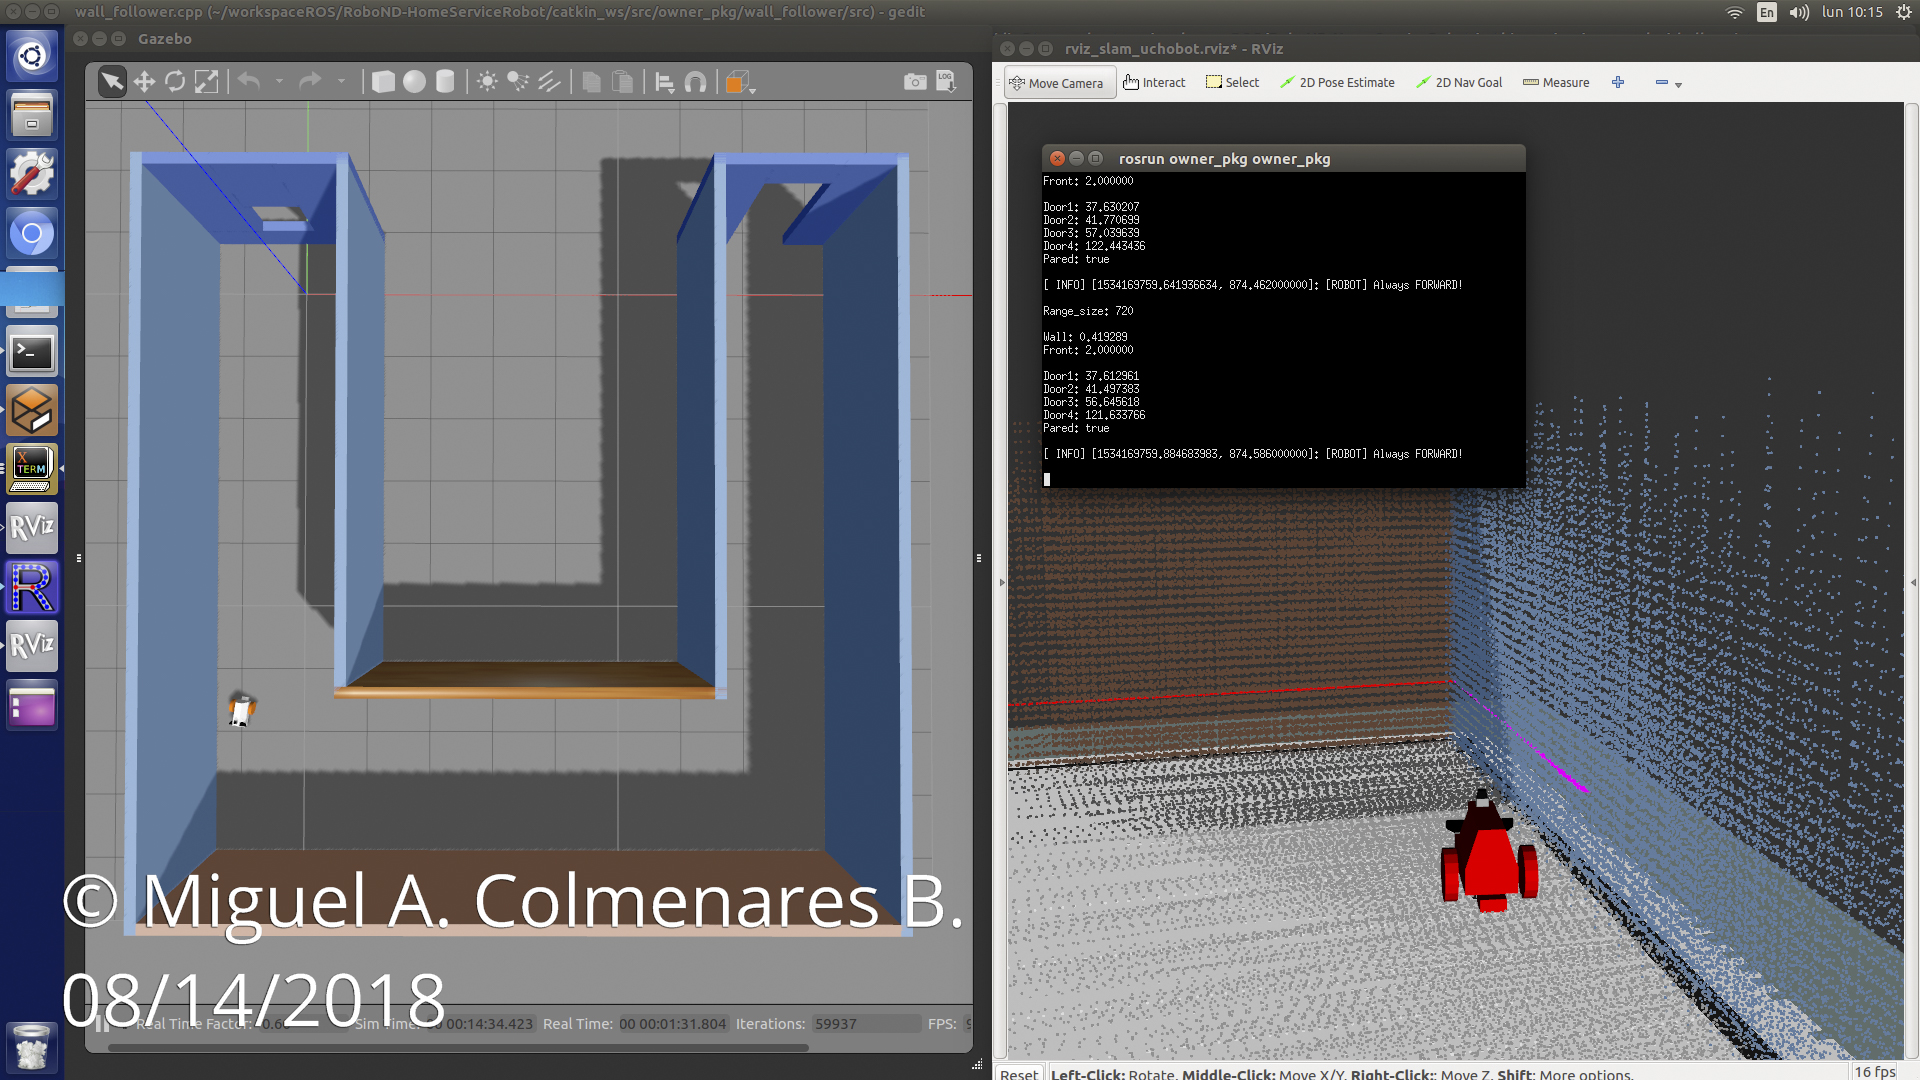 wall_follower.cpp (~/workspaceROS/RoboND-HomeServiceRobot/catkin_ws/src/owner_pkg/wall_follower/src) - gedit
En
lun 10:15
Gazebo
LOG
rviz_slam_uchobot.rviz* - RViz
Move Camera
Interact
Select
2D Pose Estimate
2D Nav Goal
Measure
rosrun owner_pkg owner_pkg
Front: 2.000000
Door1: 37.630207
Door2: 41.770699
Door3: 57.039639
Door4: 122.443436
Pared: true
[ INFO] [1534169759.641936634, 874.462000000]: [ROBOT] Always FORWARD!
Range_size: 720
Wall: 0.419289
Front: 2.000000
Door1: 37.612961
Door2: 41.497383
Door3: 56.645618
Door4: 121.633766
Pared: true
[ INFO] [1534169759.884683983, 874.586000000]: [ROBOT] Always FORWARD!
X
TERM
RViz
R
RViz
© Miguel A. Colmenares B.
08/14/2018
Real Time Factor: Sim Time: 00 00:14:34.423 Real Time: 00 00:01:31.804 Iterations: 59937 FPS:
Reset Left-Click: Rotate. Middle-Click: Move X/Y. Right-Click:: Move Z. Shift: More options.
16 fps